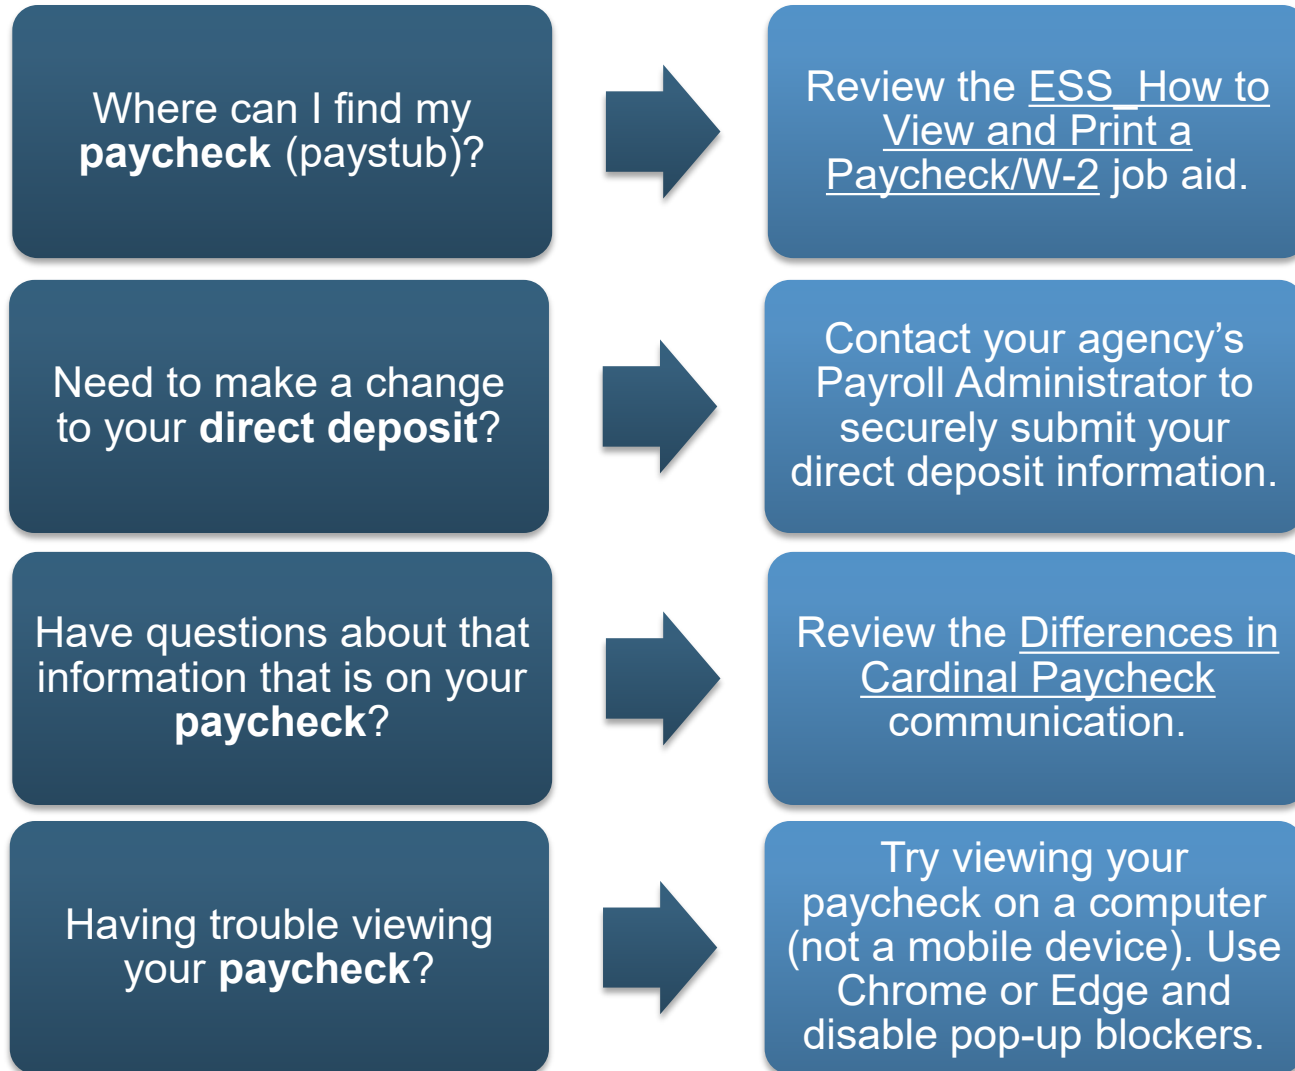 Where can I find my
paycheck (paystub)?
Review the ESS_How to
View and Print a
Paycheck/W-2 job aid.
Need to make a change
to your direct deposit?
Contact your agency’s
Payroll Administrator to
securely submit your
direct deposit information.
Have questions about that
information that is on your
paycheck?
Review the Differences in
Cardinal Paycheck
communication.
Having trouble viewing
your paycheck?
Try viewing your
paycheck on a computer
(not a mobile device). Use
Chrome or Edge and
disable pop-up blockers.